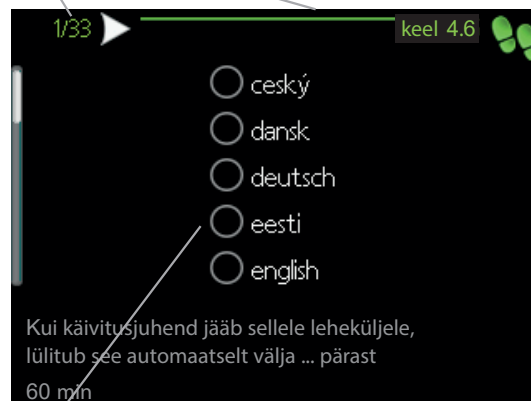 1/33
keel 4.6
ceský
dansk
deutsch
eesti
english
Kui käivitusjuhend jääb sellele leheküljele,
lülitub see automaatselt välja ... pärast
60 min